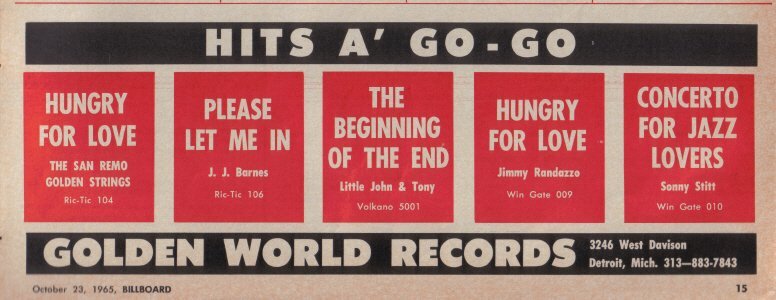 HITS A' GO-GO
HUNGRY
FOR LOVE
THE SAN REMO
GOLDEN STRINGS
Ric-Tic 104
PLEASE
LET ME IN
J. J. Barnes
Ric-Tic 106
THE
BEGINNING
OF THE END
Little John & Tony
Volkano 5001
HUNGRY
FOR LOVE
Jimmy Randazzo
Win Gate 009
CONCERTO
FOR JAZZ
LOVERS
Sonny Stitt
Win Gate 010
GOLDEN WORLD RECORDS
3246 West Davison
Detroit, Mich. 313—883-7843
October 23, 1965, BILLBOARD
15